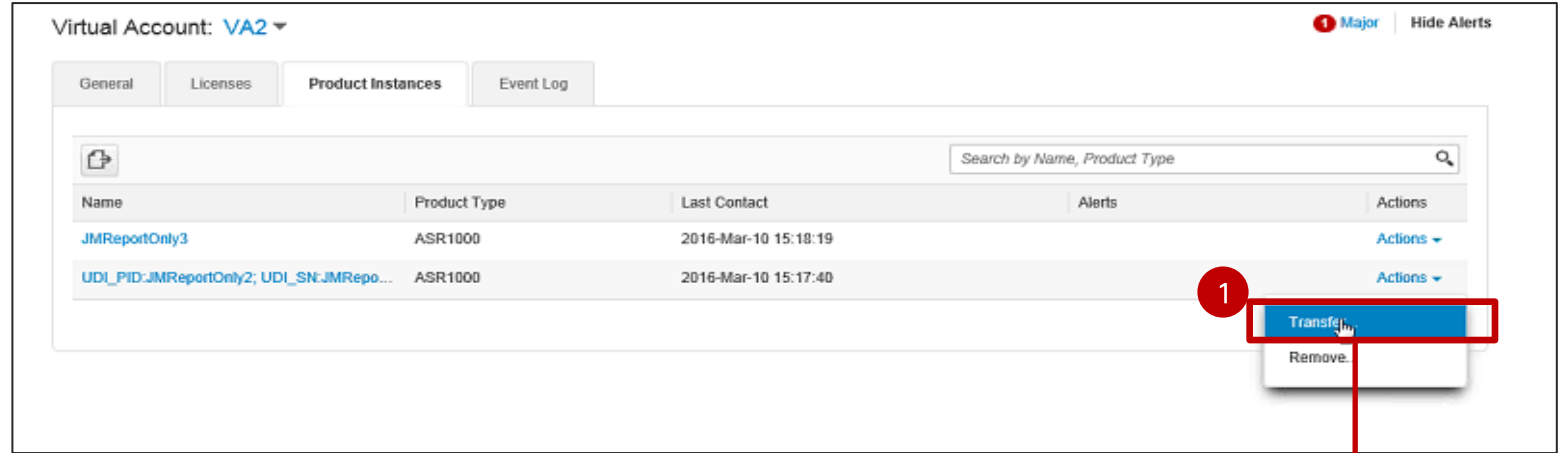 Virtual Account: VA2
1 Major Hide Alerts
General Licenses Product Instances Event Log
Search by Name, Product Type
Name Product Type Last Contact Alerts Actions
JMReportOnly3 ASR1000 2016-Mar-10 15:18:19 Actions
UDI_PID:JMReportOnly2; UDI_SN:JMRepo... ASR1000 2016-Mar-10 15:17:40 Actions
1
Transfer...
Remove...